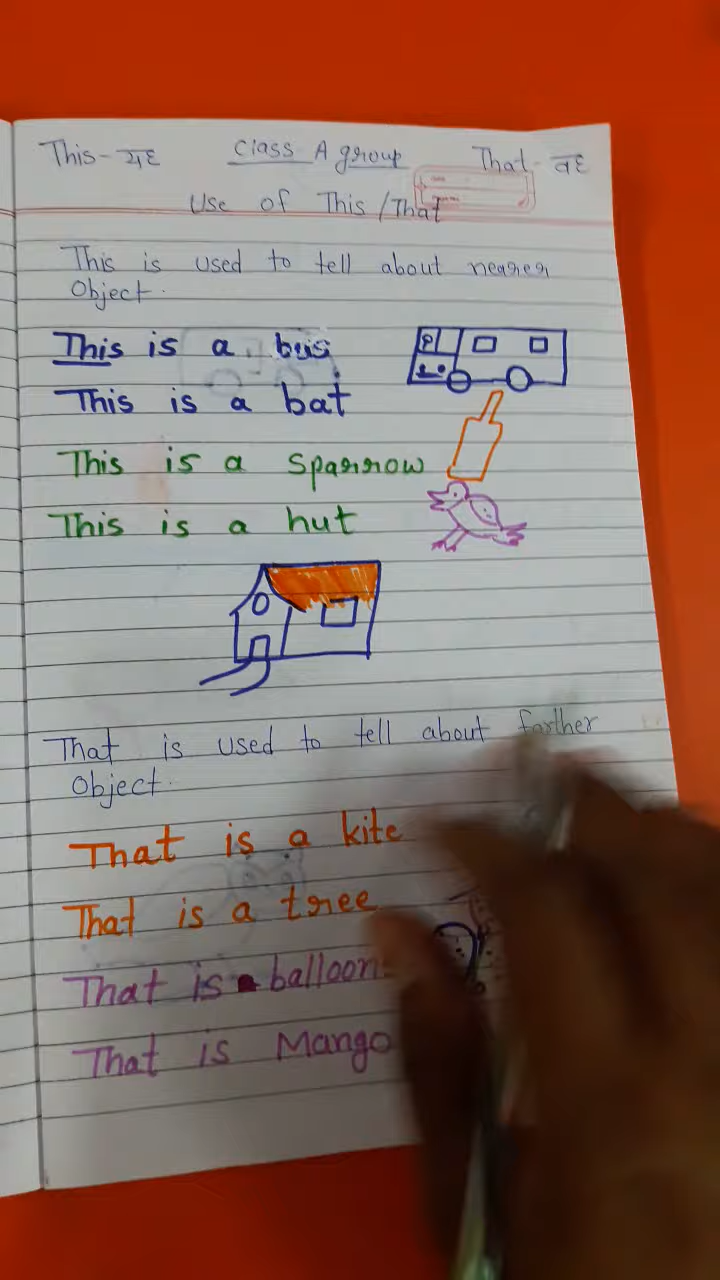 This - यह Class A group That - वह
Use of This / That
This is used to tell about nearer
Object.
This is a bus
This is a bat
This is a sparrow
This is a hut
That is used to tell about farther
Object.
That is a kite
That is a tree
That is balloon
That is Mango